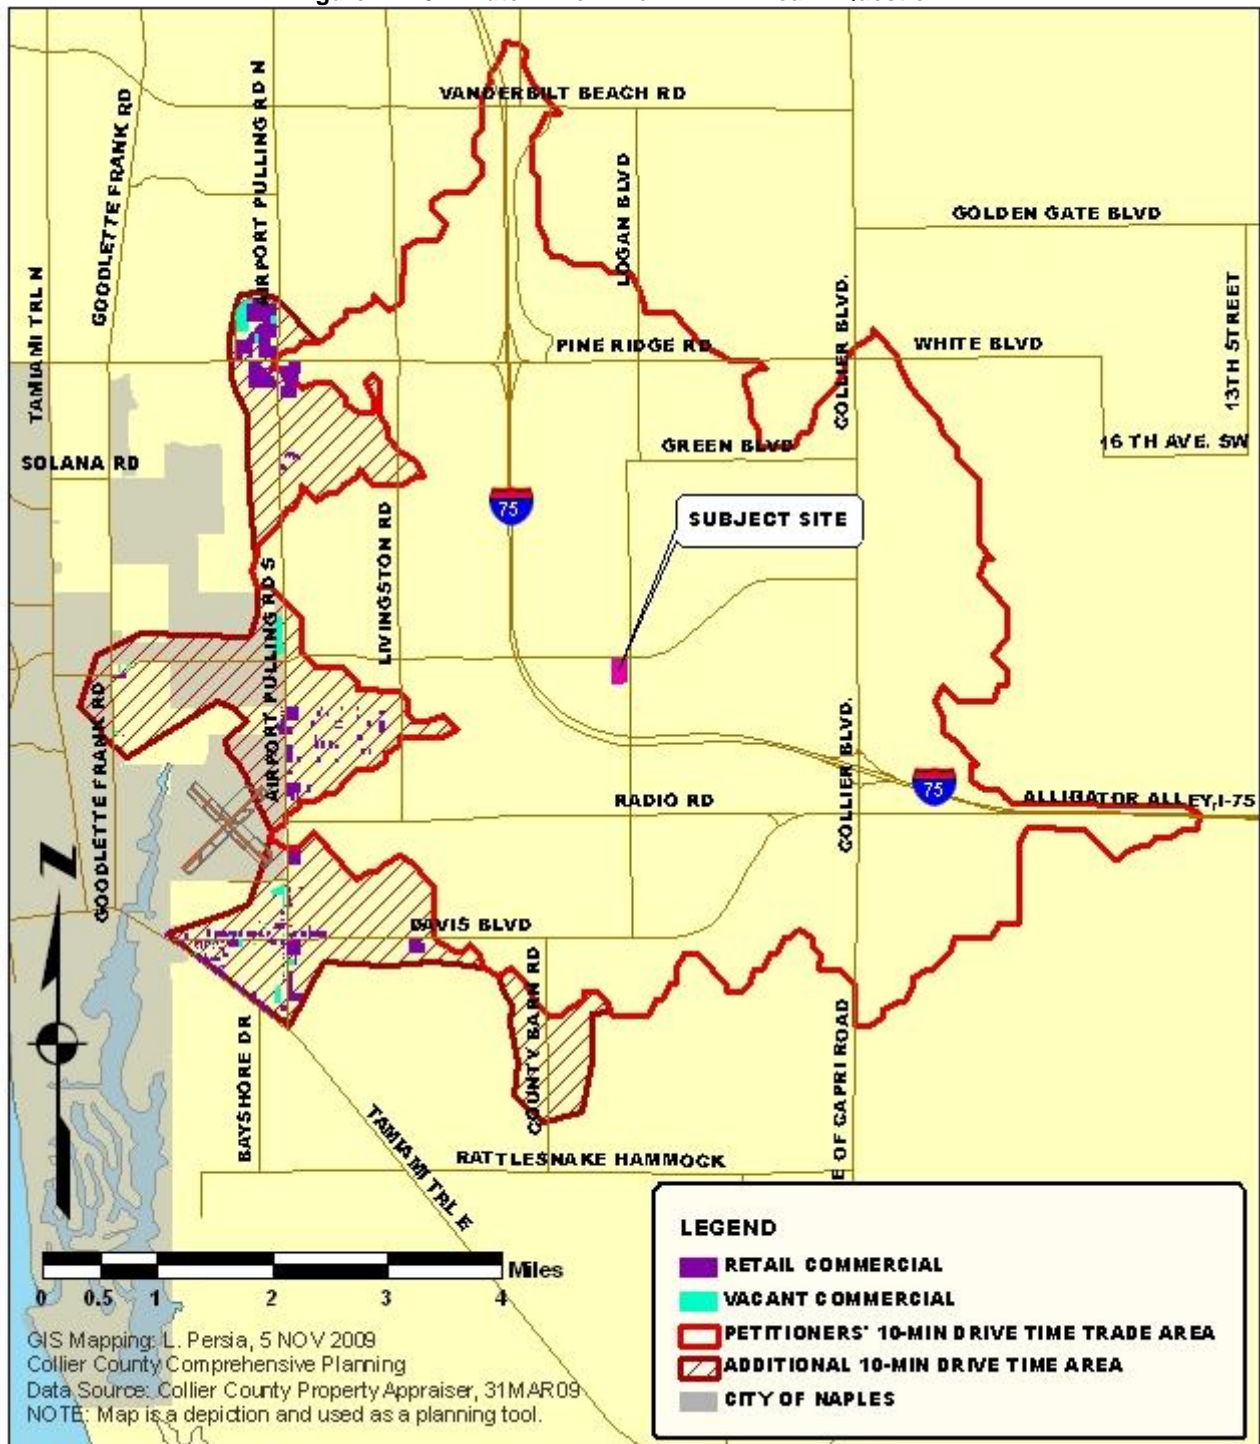 VANDERBILT BEACH RD
GOODLETTE FRANK RD
AIRPORT PULLING RD N
LOGAN BLVD
GOLDEN GATE BLVD
TAMIAMI TRL N
COLLIER BLVD.
13TH STREET
PINE RIDGE RD
WHITE BLVD
GREEN BLVD
16 TH AVE. SW
SOLANA RD
75
SUBJECT SITE
LIVINGSTON RD
AIRPORT PULLING RD S
GOODLETTE FRANK RD
COLLIER BLVD.
75
RADIO RD
ALLIGATOR ALLEY, I-75
Z
DAVIS BLVD
COUNTY BARN RD
BAYSHORE DR
E OF CAPRI ROAD
TAMIAMI TRL E
RATTLESNAKE HAMMOCK
Miles
0 0.5 1 2 3 4
GIS Mapping: L. Persia, 5 NOV 2009
Collier County Comprehensive Planning
Data Source: Collier County Property Appraiser, 31MAR09
NOTE: Map is a depiction and used as a planning tool.
LEGEND
RETAIL COMMERCIAL
VACANT COMMERCIAL
PETITIONERS' 10-MIN DRIVE TIME TRADE AREA
ADDITIONAL 10-MIN DRIVE TIME AREA
CITY OF NAPLES